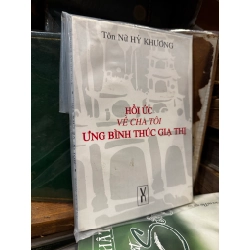 Tôn Nữ HỶ KHƯƠNG
HỒI ỨC
VỀ CHA TÔI
ƯNG BÌNH THÚC GIẠ THỊ